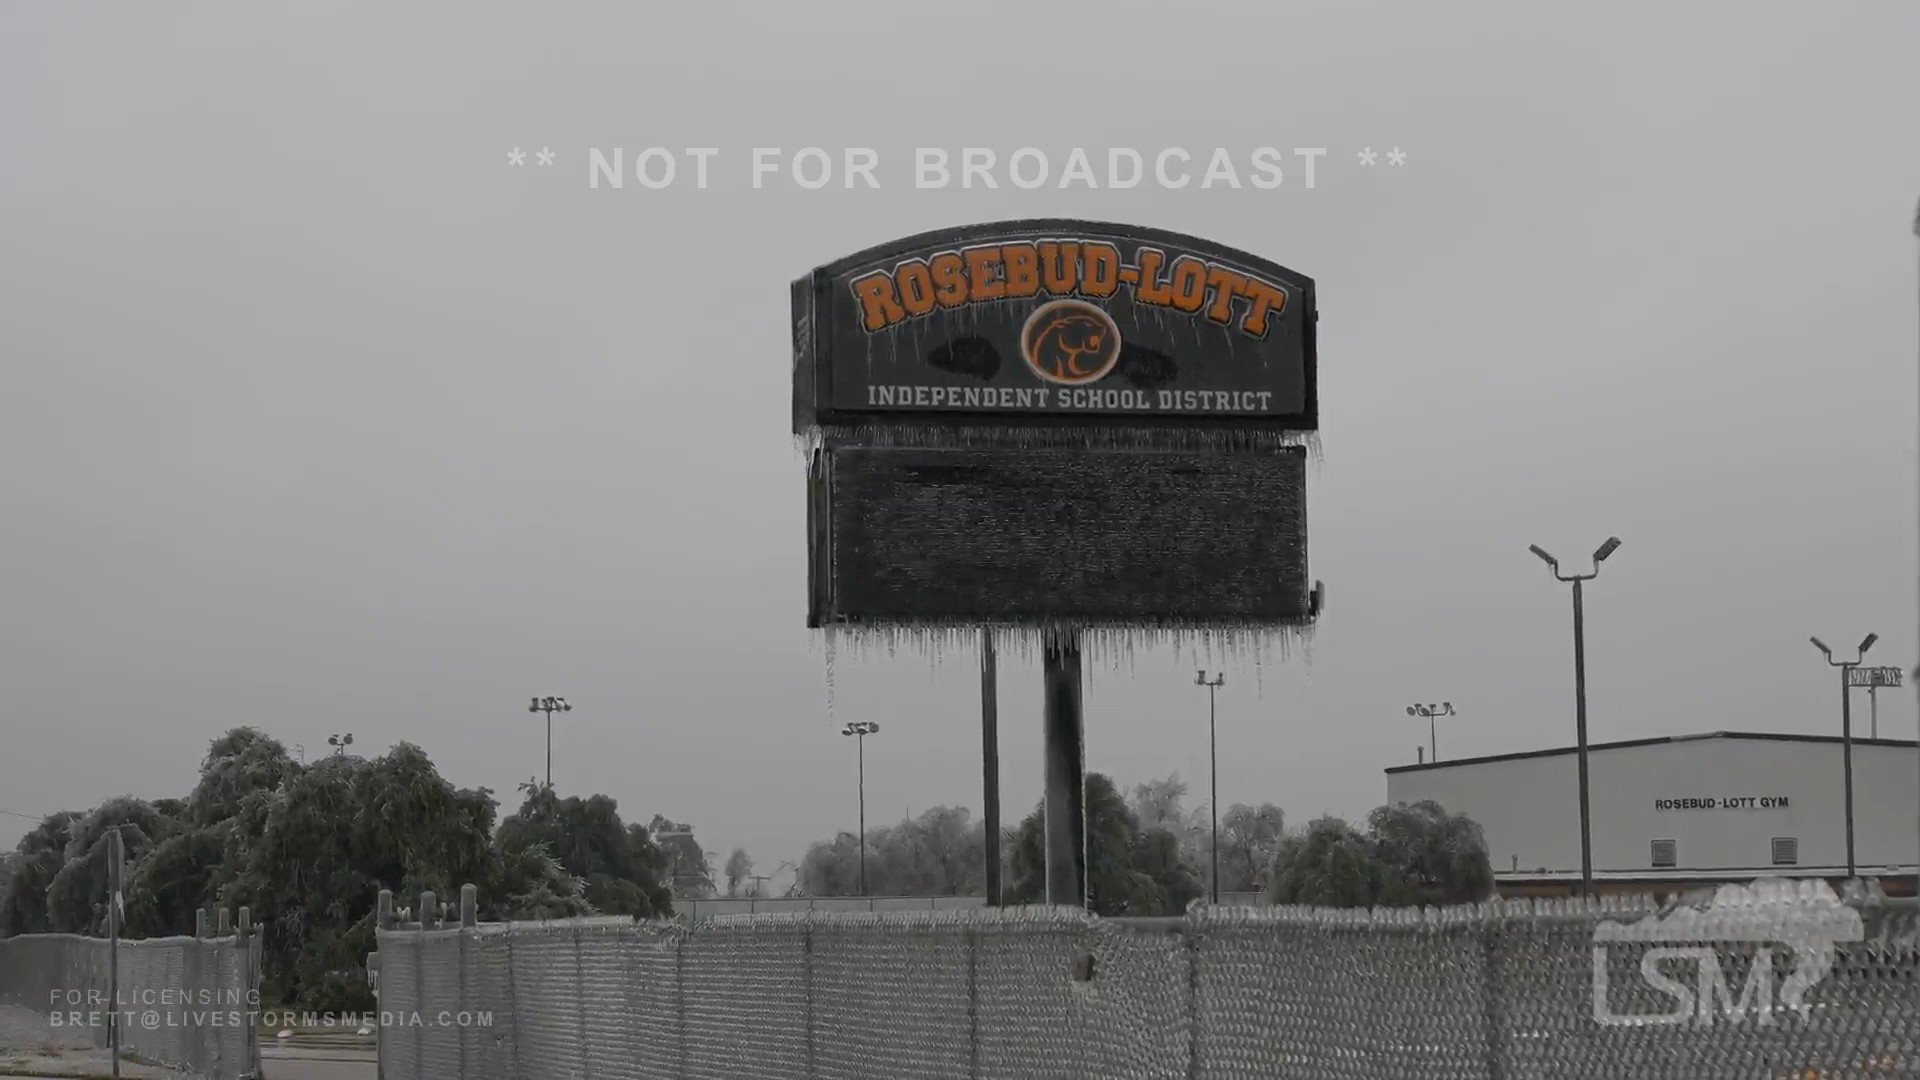 ** NOT FOR BROADCAST **
ROSEBUD-LOTT
INDEPENDENT SCHOOL DISTRICT
ROSEBUD-LOTT GYM
FOR LICENSING
BRETT@LIVESTORMSMEDIA.COM
LSM